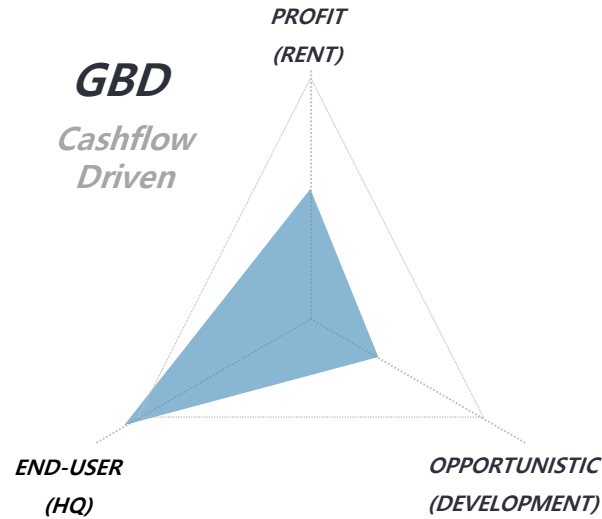 PROFIT
(RENT)
GBD
Cashflow
Driven
END-USER
(HQ)
OPPORTUNISTIC
(DEVELOPMENT)